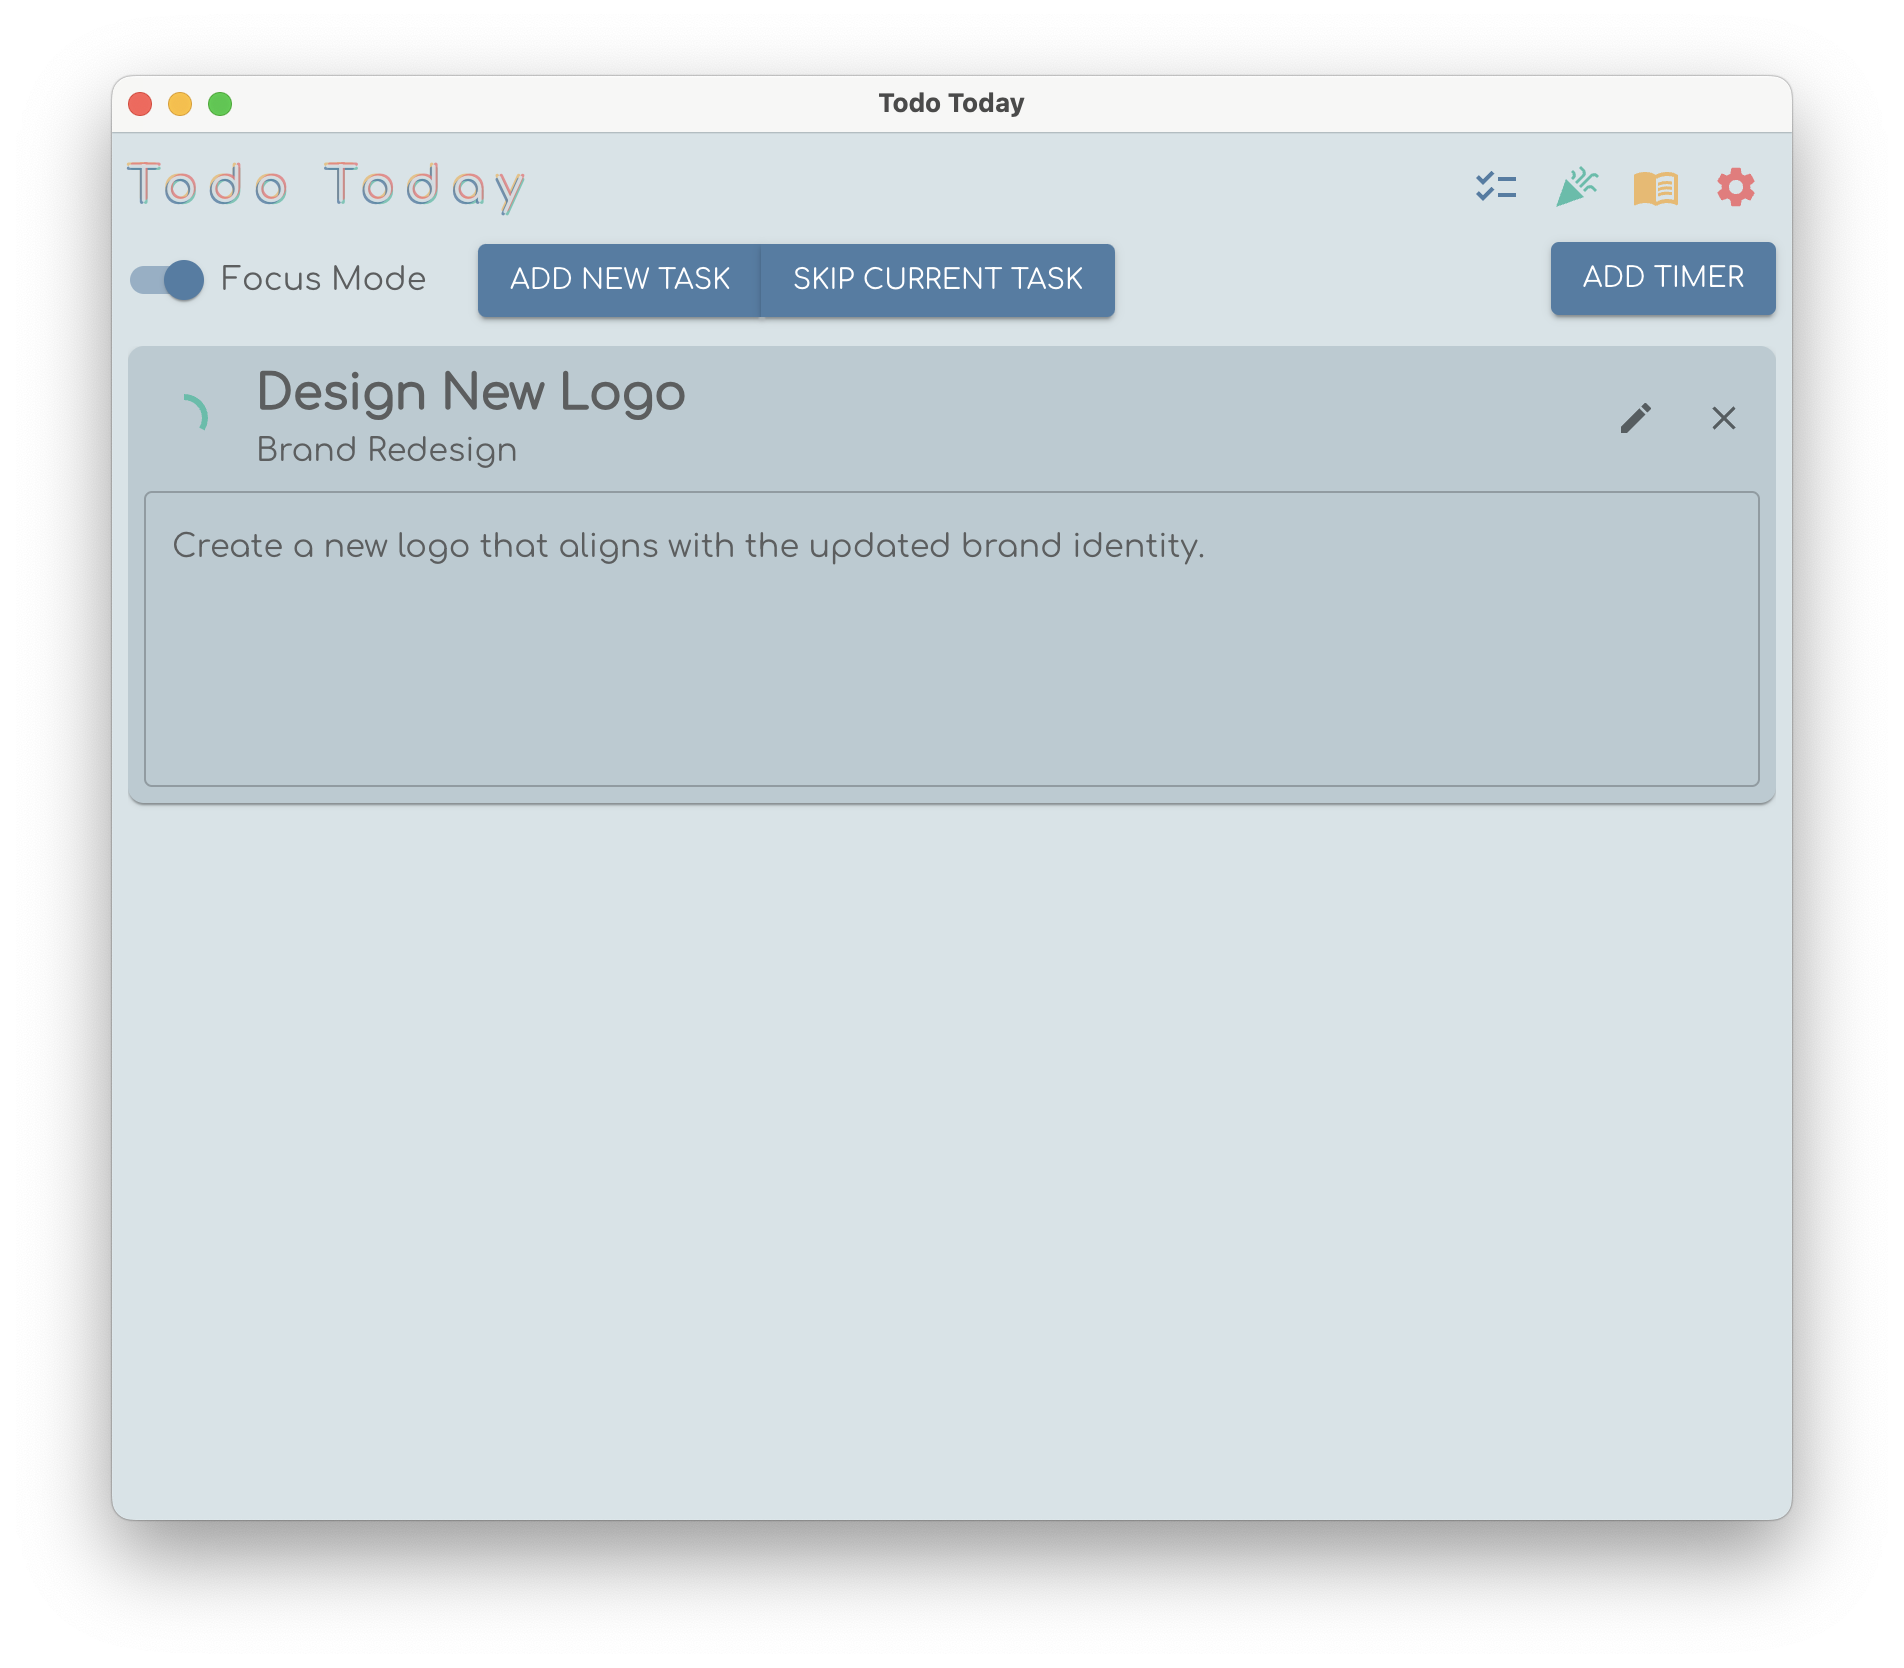 Todo Today
Todo Today
Focus Mode
ADD NEW TASK
SKIP CURRENT TASK
ADD TIMER
Design New Logo
Brand Redesign
Create a new logo that aligns with the updated brand identity.